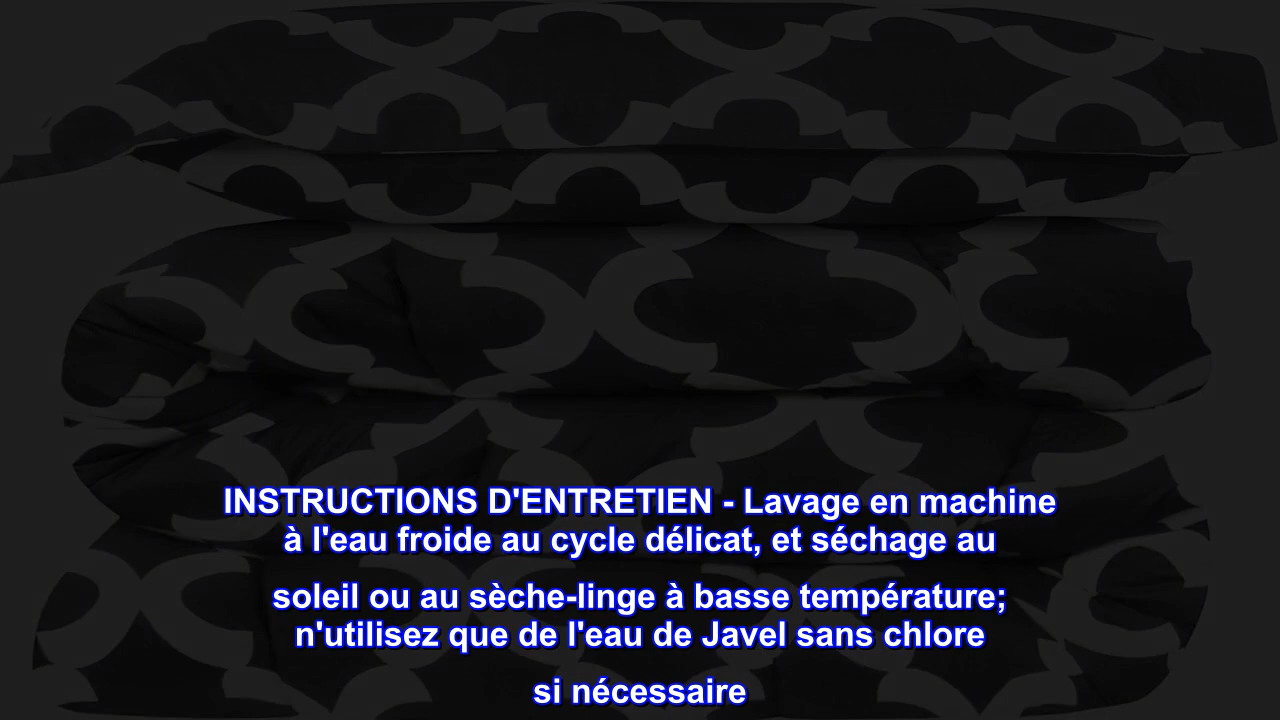 INSTRUCTIONS D'ENTRETIEN - Lavage en machine
à l'eau froide au cycle délicat, et séchage au
soleil ou au sèche-linge à basse température;
n'utilisez que de l'eau de Javel sans chlore
si nécessaire